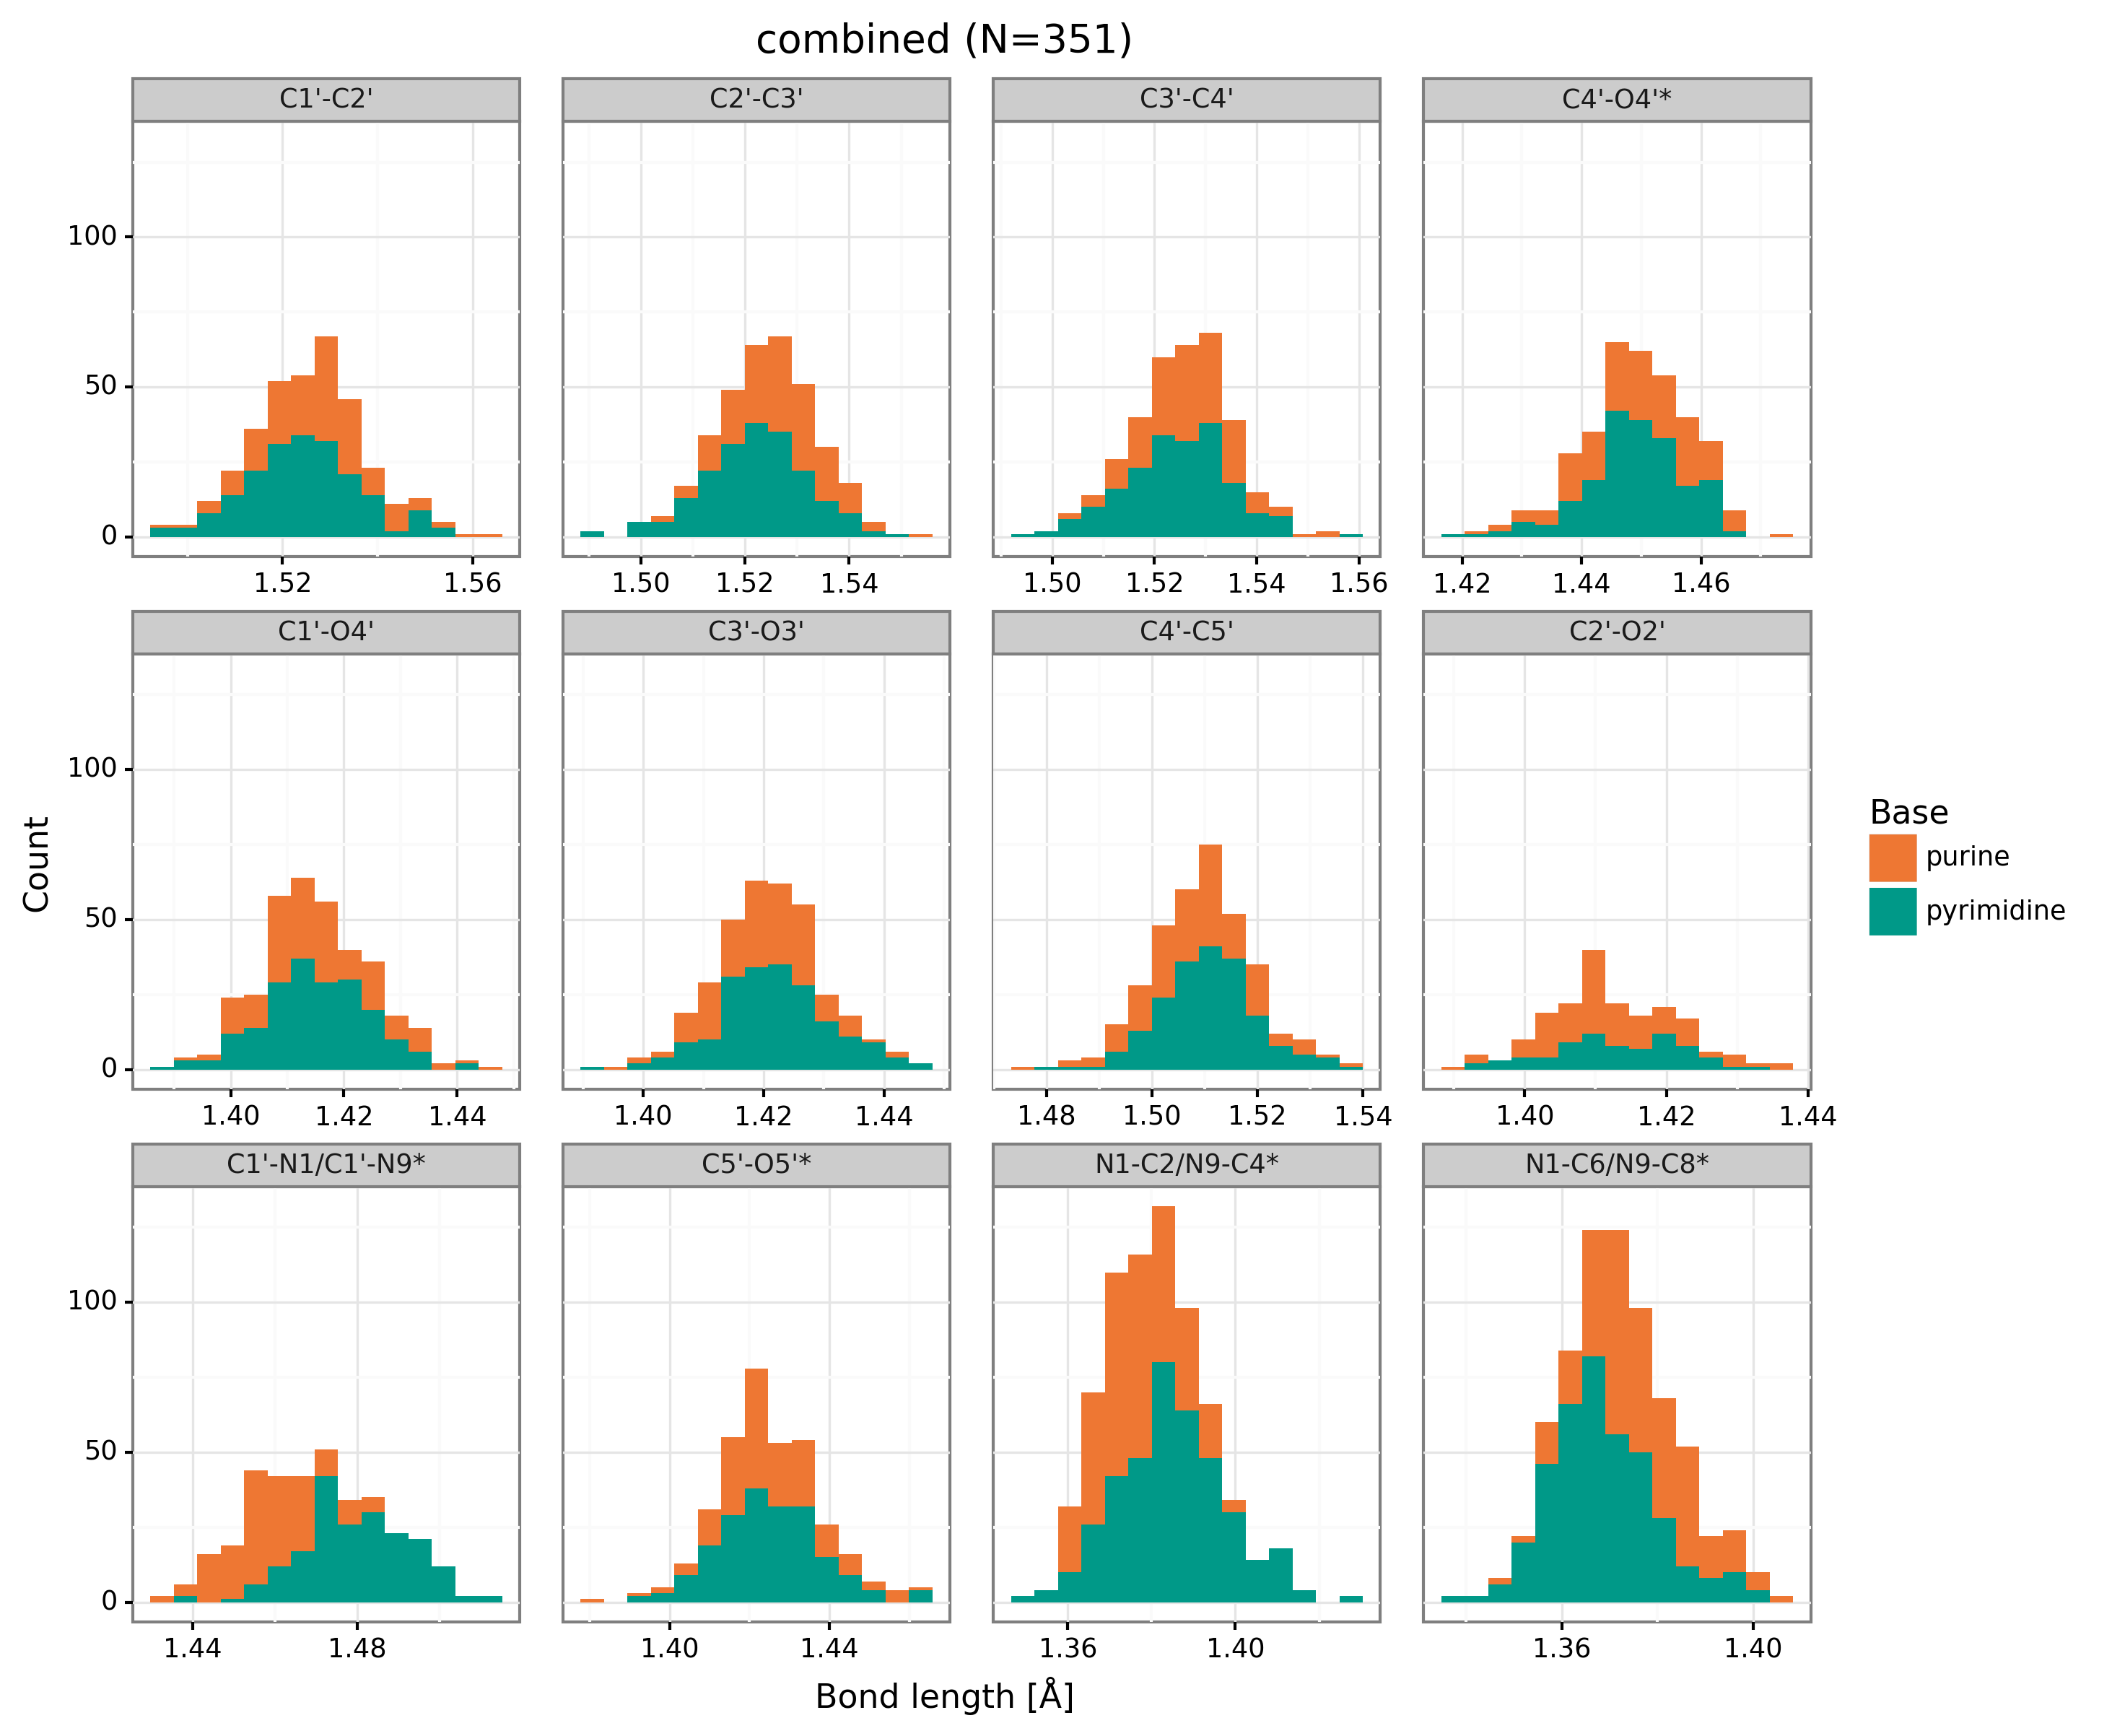 combined (N=351)
C1'-C2' C2'-C3' C3'-C4' C4'-O4'*
100
50
0
1.52 1.56 1.50 1.52 1.54 1.50 1.52 1.54 1.56 1.42 1.44 1.46
C1'-O4' C3'-O3' C4'-C5' C2'-O2'
100
50
0
1.40 1.42 1.44 1.40 1.42 1.44 1.48 1.50 1.52 1.54 1.40 1.42 1.44
C1'-N1/C1'-N9* C5'-O5'* N1-C2/N9-C4* N1-C6/N9-C8*
100
50
0
1.44 1.48 1.40 1.44 1.36 1.40 1.36 1.40
Count
Bond length [Å]
Base
purine
pyrimidine